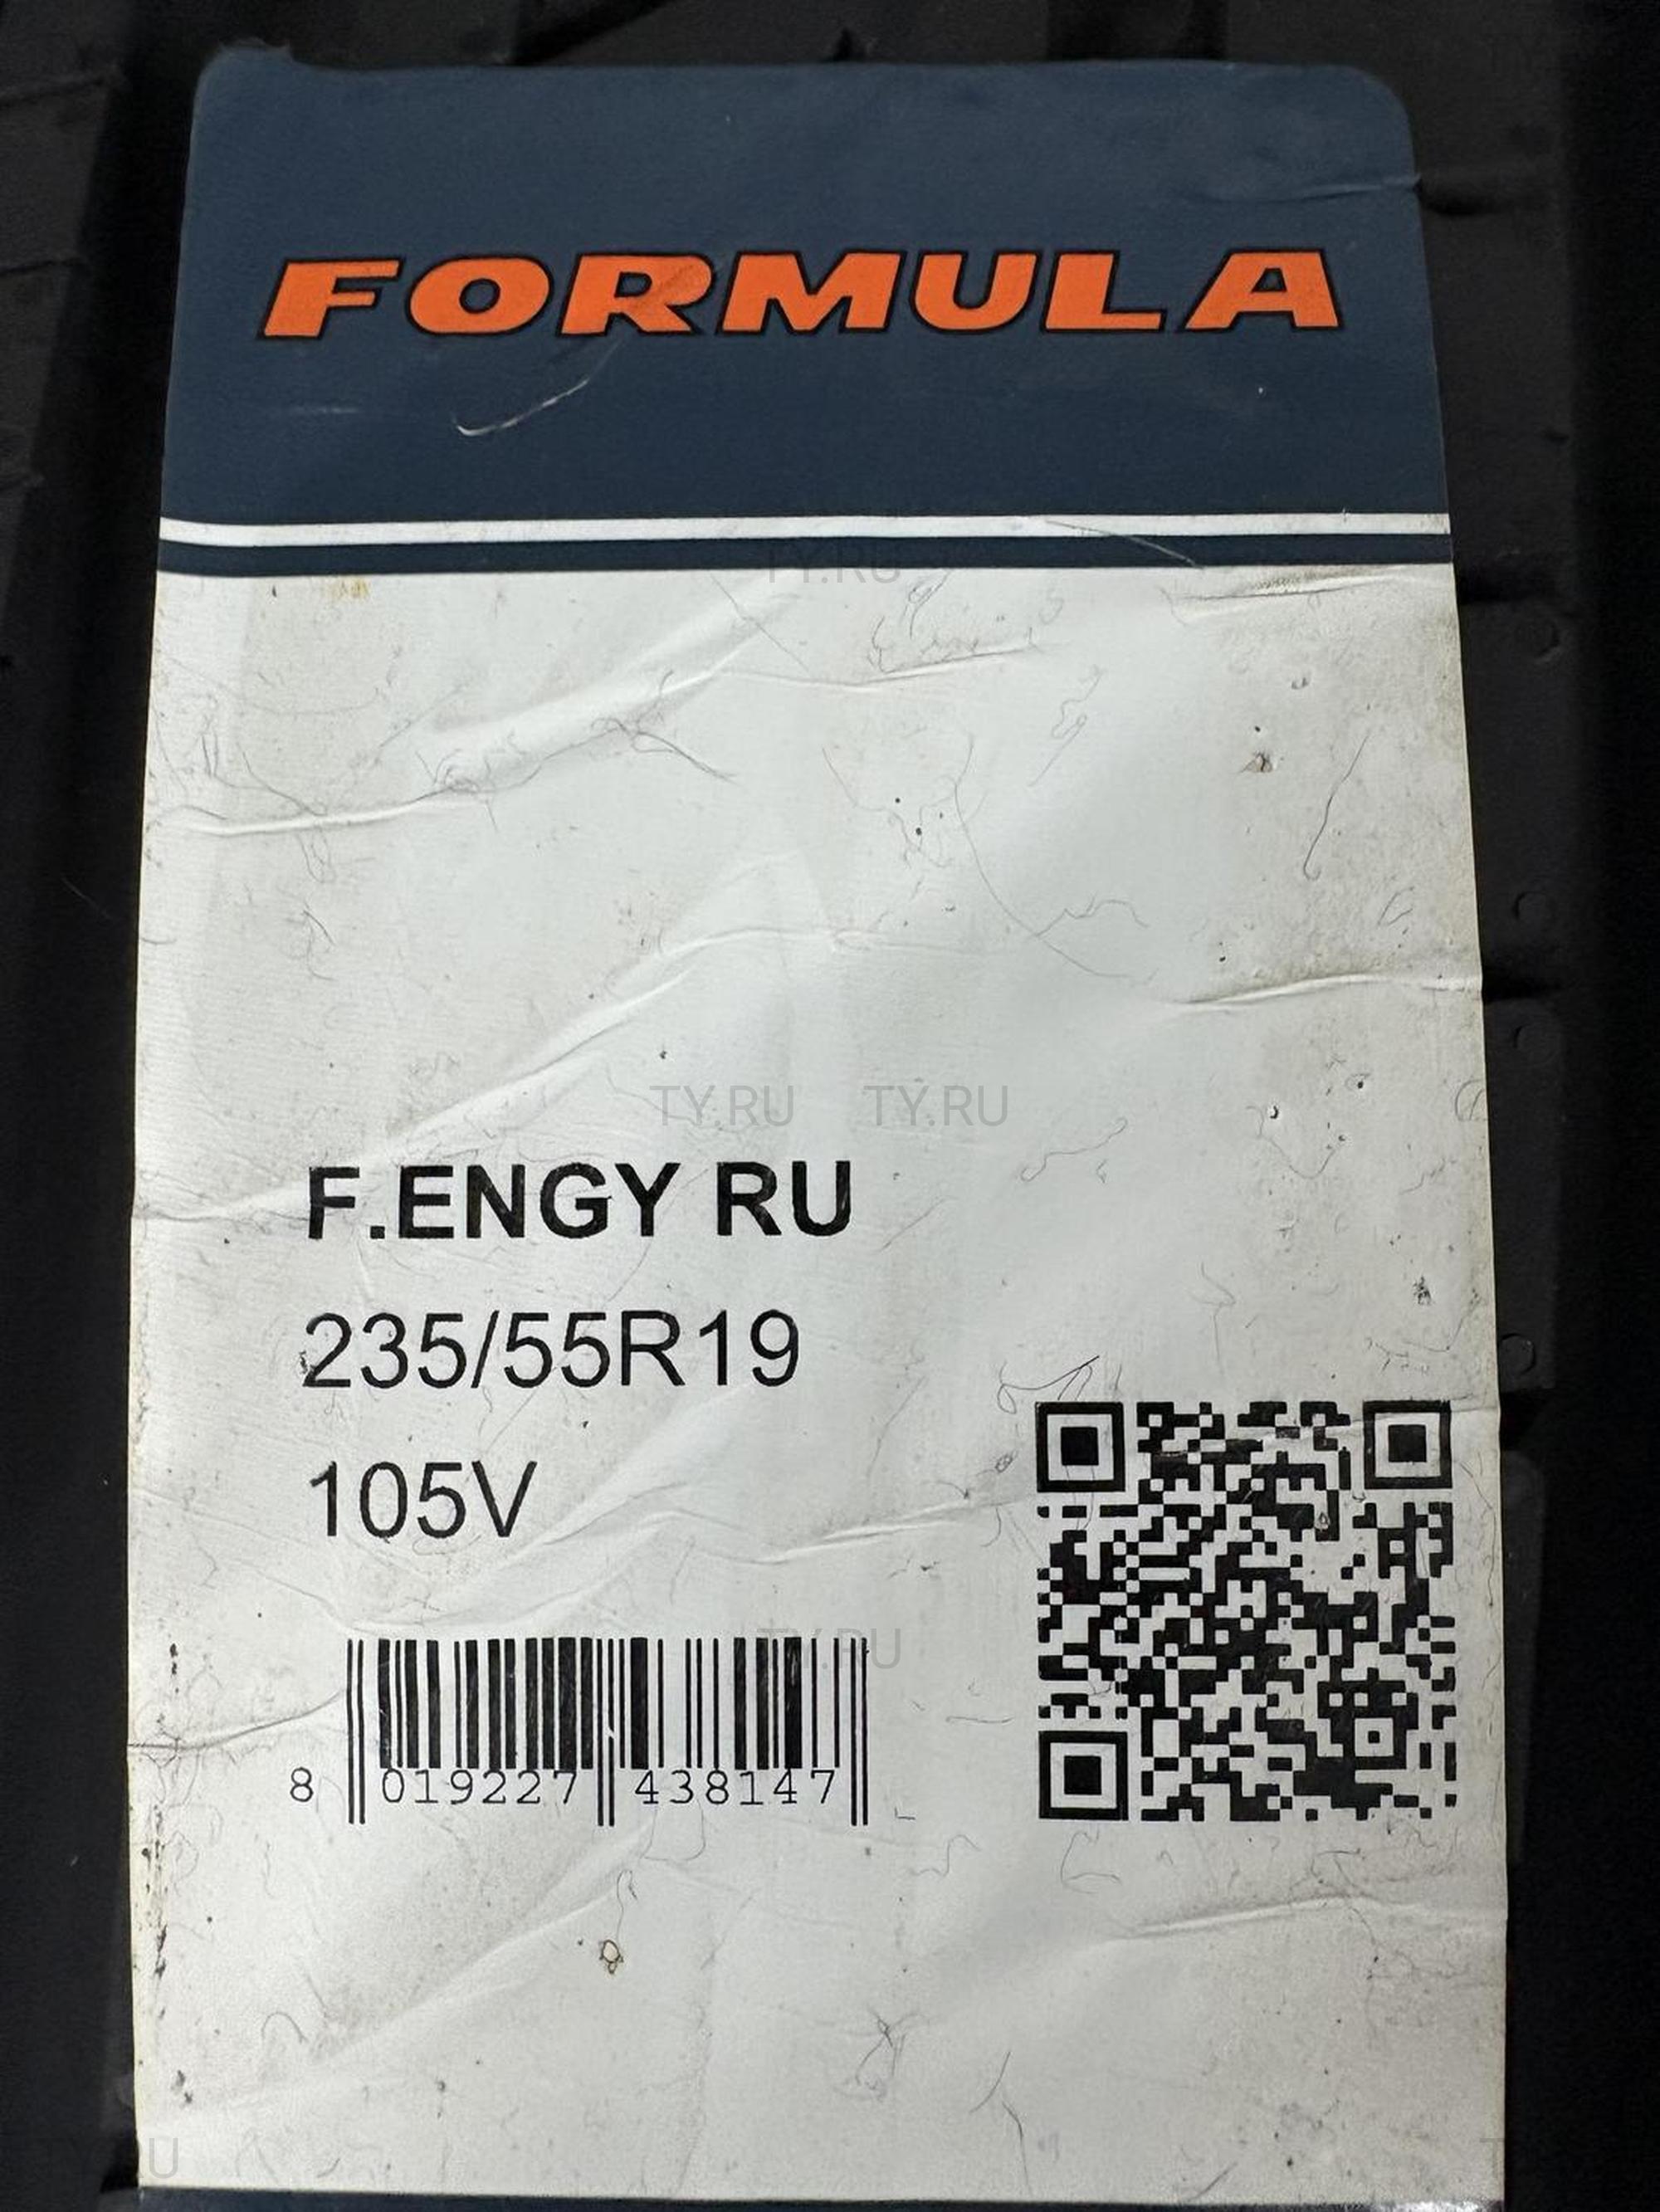 FORMULA
TY.RU
TY.RU TY.RU
F.ENGY RU
235/55R19
105V
TY.RU
8 019227 438147